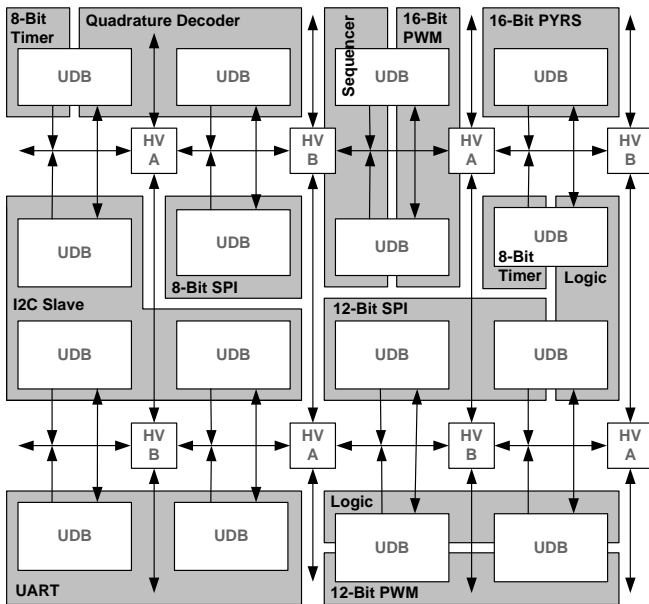 8-Bit
Timer
Quadrature Decoder
Sequencer
16-Bit
PWM
16-Bit PYRS
UDB
UDB
UDB
UDB
HV
A
HV
B
HV
A
HV
B
UDB
UDB
UDB
UDB
8-Bit SPI
8-Bit
Timer
Logic
I2C Slave
12-Bit SPI
UDB
UDB
UDB
UDB
HV
B
HV
A
HV
B
HV
A
Logic
UDB
UDB
UDB
UDB
UART
12-Bit PWM